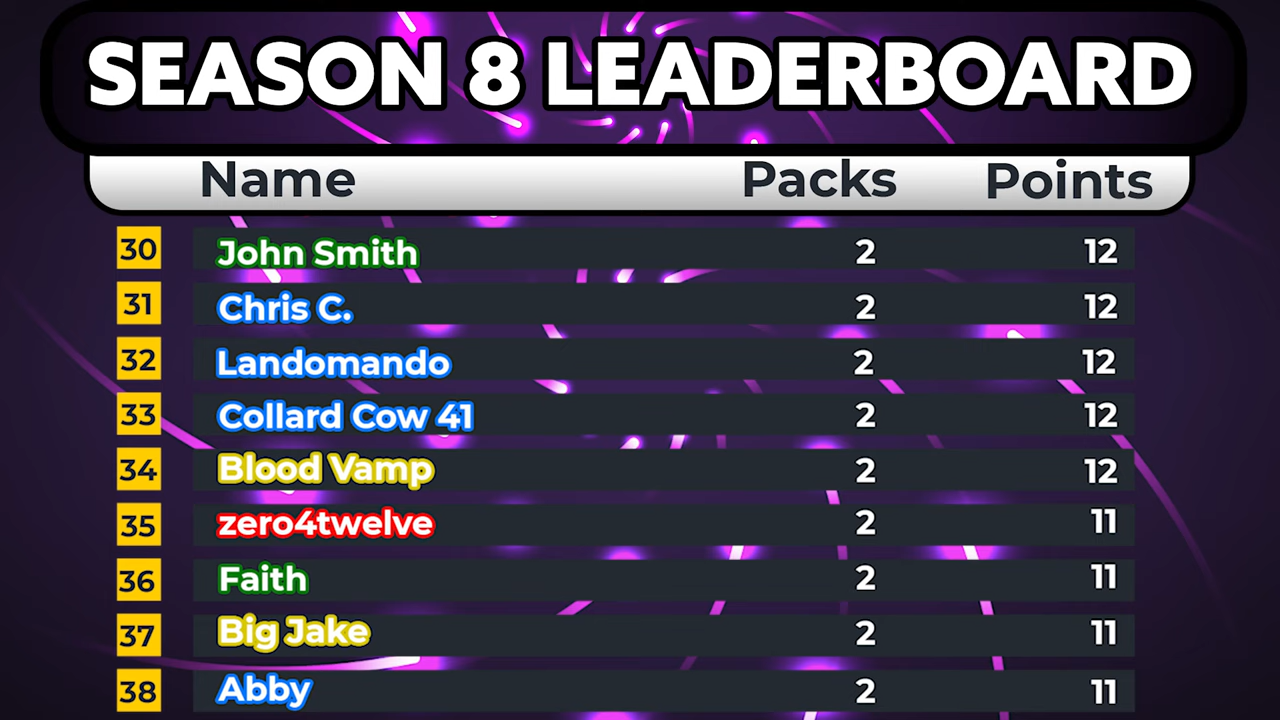 SEASON 8 LEADERBOARD
Name Packs Points
30 John Smith 2 12
31 Chris C. 2 12
32 Landomando 2 12
33 Collard Cow 41 2 12
34 Blood Vamp 2 12
35 zero4twelve 2 11
36 Faith 2 11
37 Big Jake 2 11
38 Abby 2 11